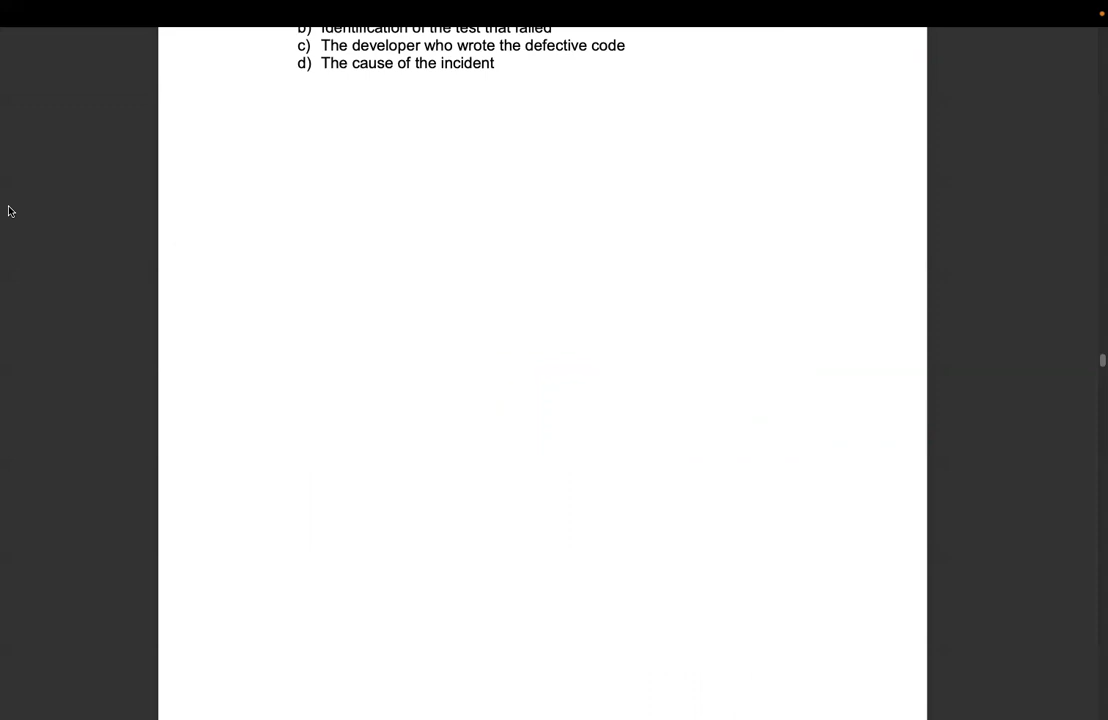 b) Identification of the test that failed
c) The developer who wrote the defective code
d) The cause of the incident